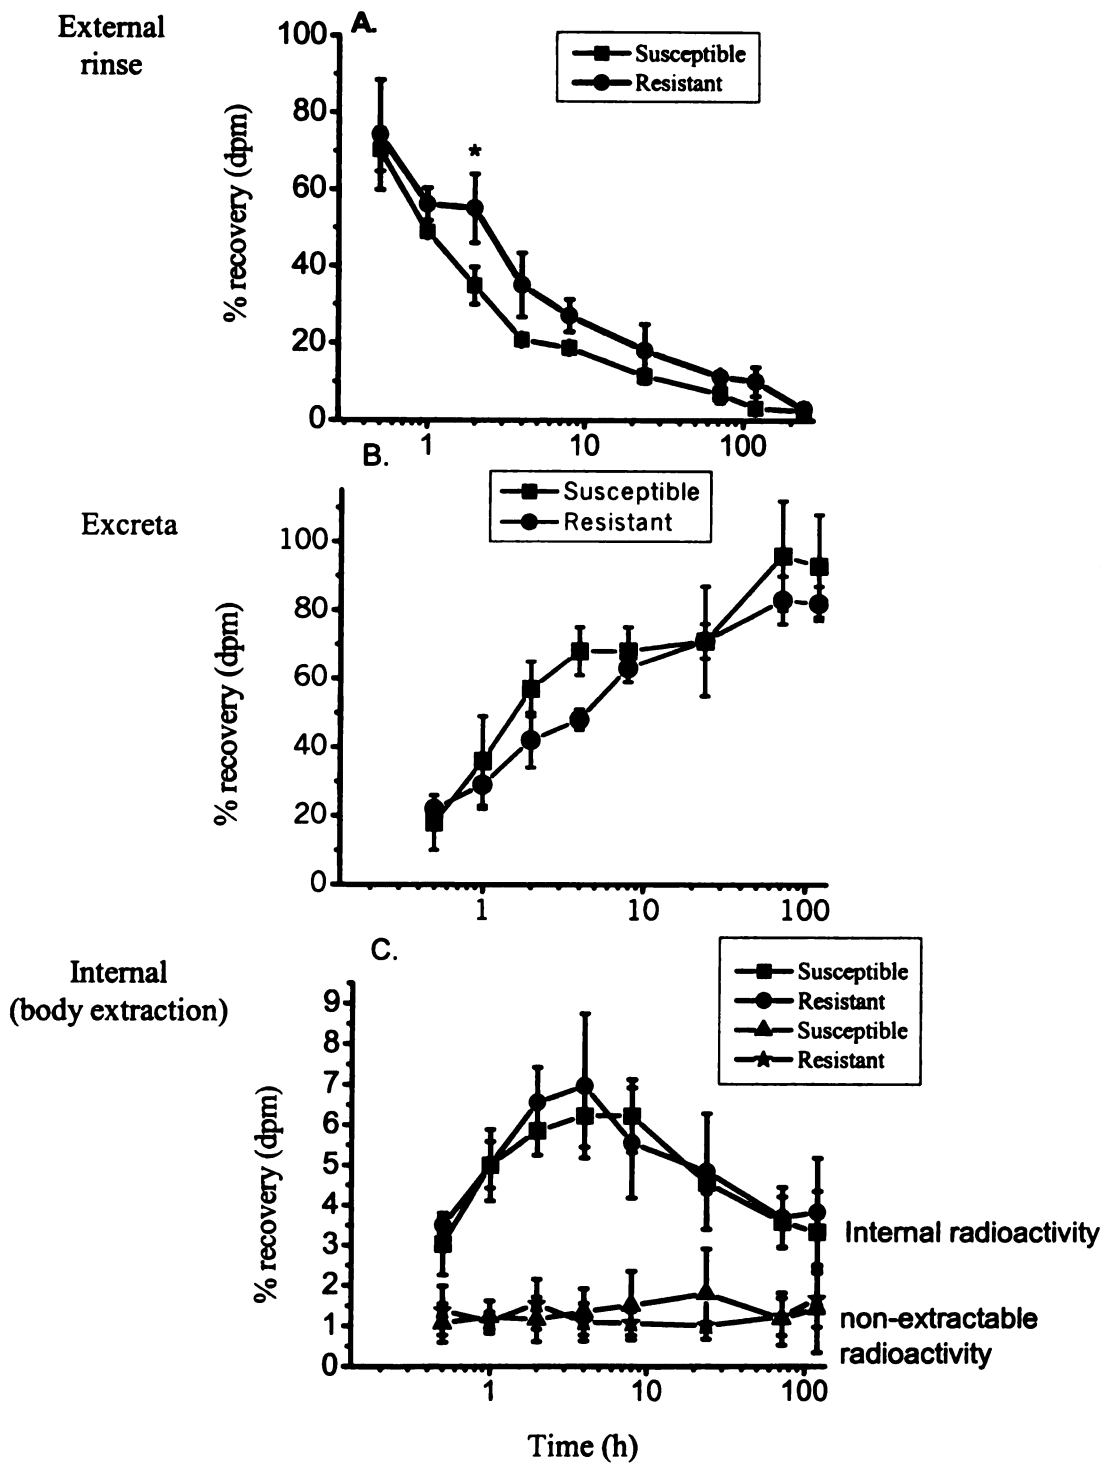 External
rinse
A.
Susceptible
Resistant
*
% recovery (dpm)
100
80
60
40
20
0
1
10
100
B.
Susceptible
Resistant
Excreta
% recovery (dpm)
100
80
60
40
20
0
1
10
100
C.
Susceptible
Resistant
Susceptible
Resistant
Internal
(body extraction)
% recovery (dpm)
9
8
7
6
5
4
3
2
1
0
Internal radioactivity
non-extractable
radioactivity
1
10
100
Time (h)